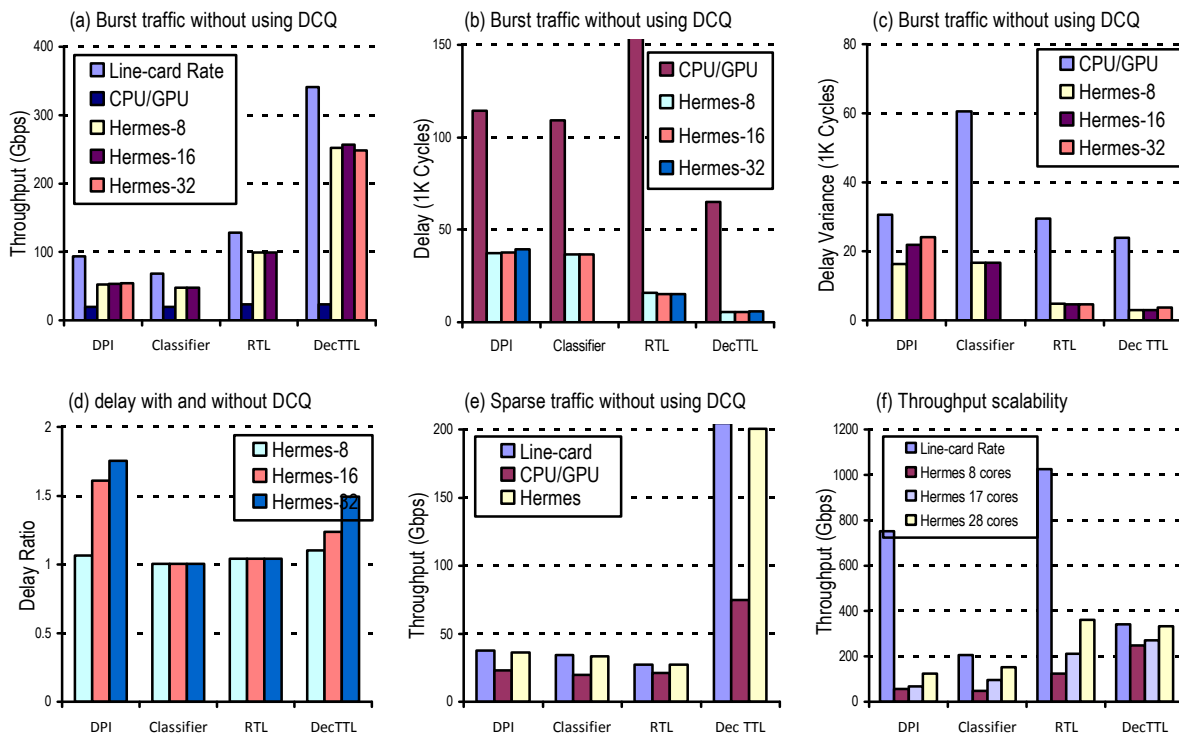 (a) Burst traffic without using DCQ
Throughput (Gbps)
400
300
200
100
0
Line-card Rate
CPU/GPU
Hermes-8
Hermes-16
Hermes-32
DPI Classifier RTL DecTTL
(b) Burst traffic without using DCQ
Delay (1K Cycles)
150
100
50
0
CPU/GPU
Hermes-8
Hermes-16
Hermes-32
DPI Classifier RTL DecTTL
(c) Burst traffic without using DCQ
Delay Variance (1K Cycles)
80
60
40
20
0
CPU/GPU
Hermes-8
Hermes-16
Hermes-32
DPI Classifier RTL Dec TTL
(d) delay with and without DCQ
Delay Ratio
2
1.5
1
0.5
0
Hermes-8
Hermes-16
Hermes-32
DPI Classifier RTL DecTTL
(e) Sparse traffic without using DCQ
Throughput (Gbps)
200
150
100
50
0
Line-card
CPU/GPU
Hermes
DPI Classifier RTL Dec TTL
(f) Throughput scalability
Throughput (Gbps)
1200
1000
800
600
400
200
0
Line-card Rate
Hermes 8 cores
Hermes 17 cores
Hermes 28 cores
DPI Classifier RTL DecTTL